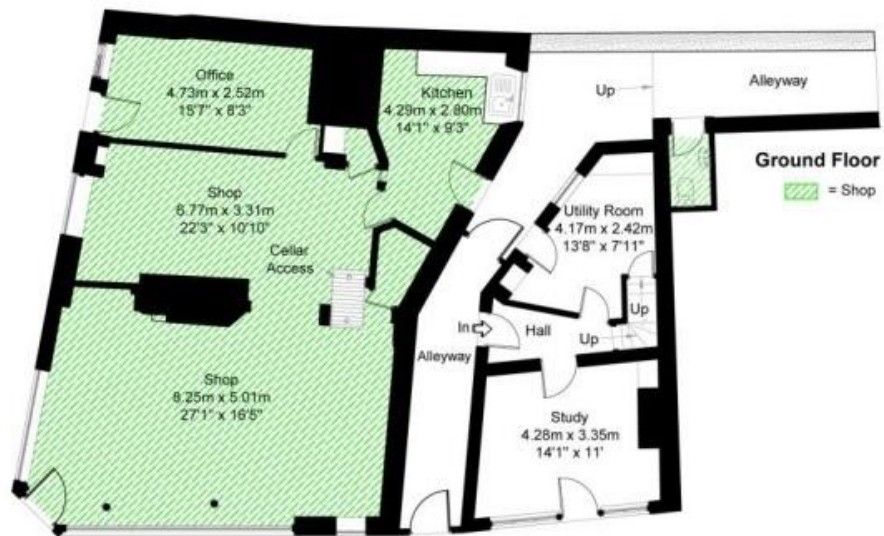 Office
4.73m x 2.52m
15'7" x 8'3"
Kitchen
4.29m x 2.80m
14'1" x 9'3"
Up
Alleyway
Ground Floor
= Shop
Shop
6.77m x 3.31m
22'3" x 10'10"
Cellar
Access
Utility Room
4.17m x 2.42m
13'8" x 7'11"
Up
In
Hall
Up
Alleyway
Shop
8.25m x 5.01m
27'1" x 16'5"
Study
4.28m x 3.35m
14'1" x 11'